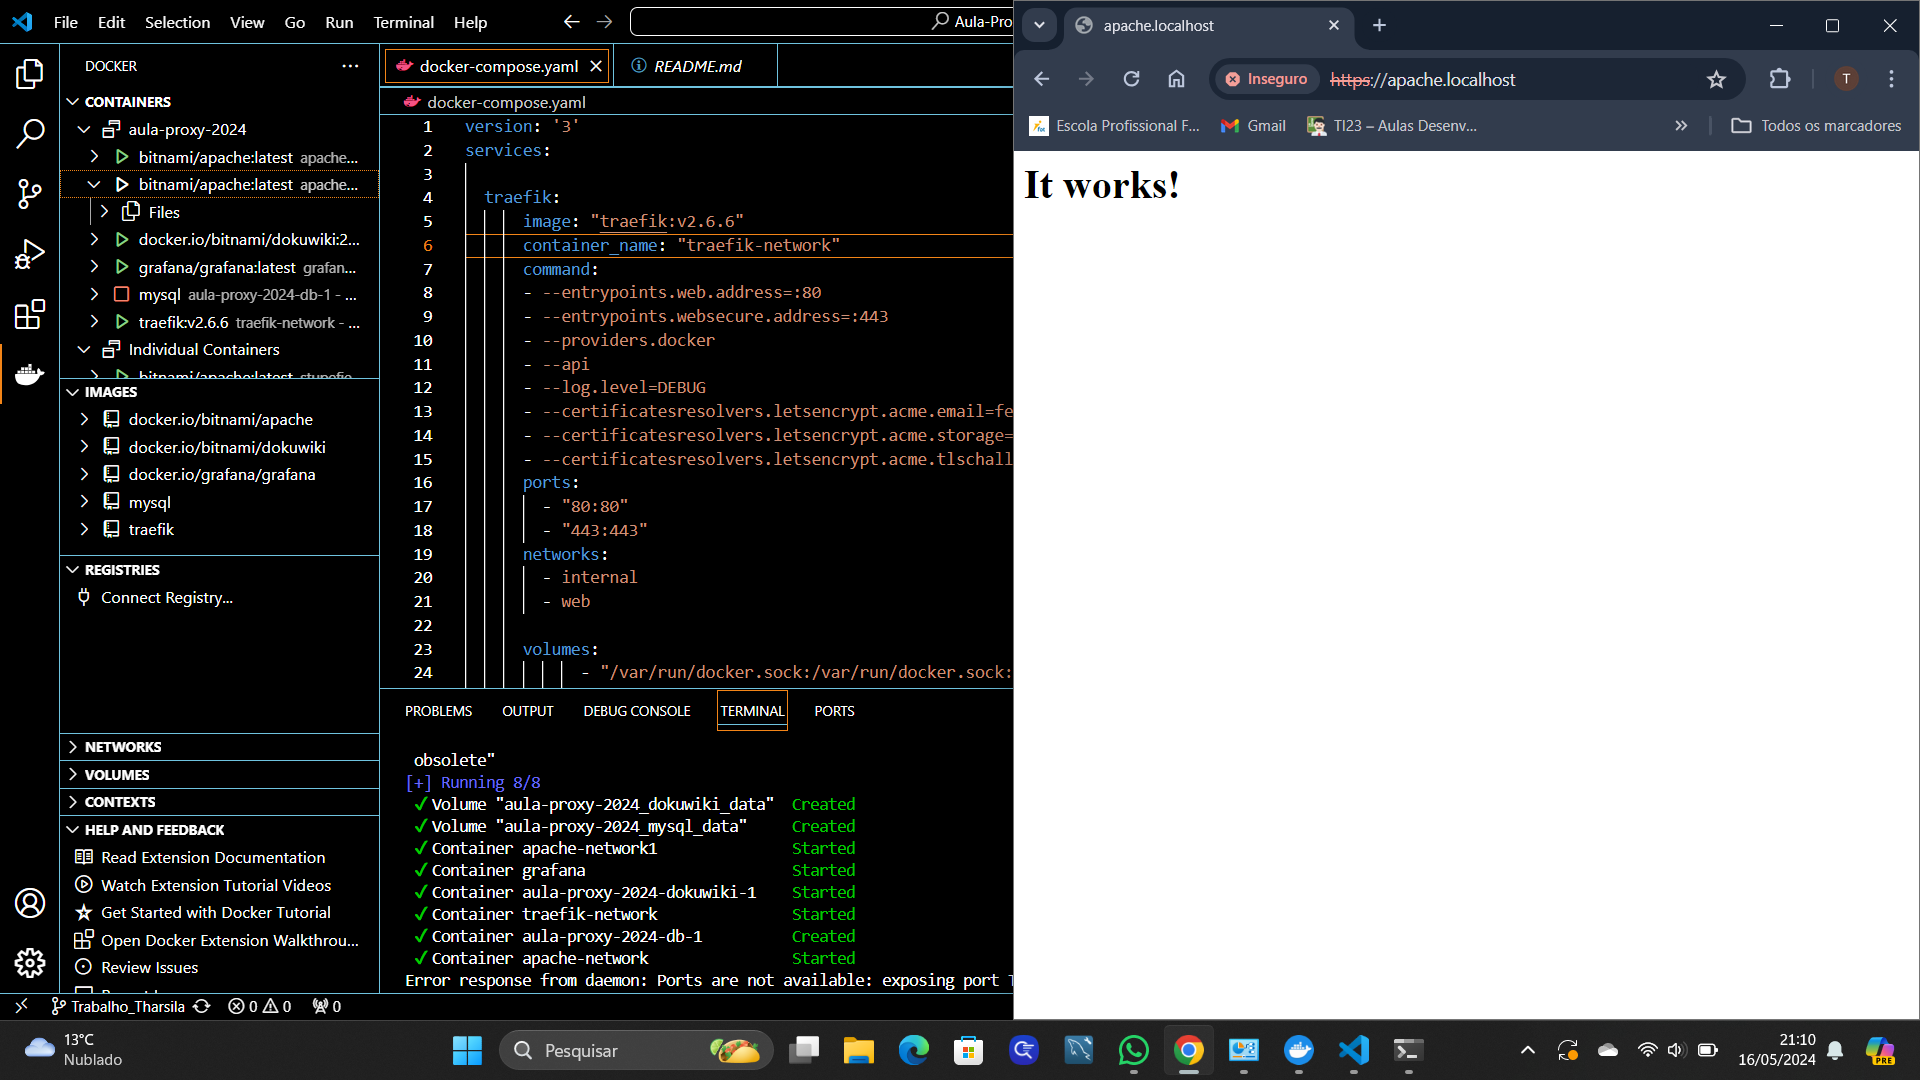 File Edit Selection View Go Run Terminal Help
Aula-Pro
DOCKER
CONTAINERS
aula-proxy-2024
bitnami/apache:latest apache...
bitnami/apache:latest apache...
Files
docker.io/bitnami/dokuwiki:2...
grafana/grafana:latest grafan...
mysql aula-proxy-2024-db-1 - ...
traefik:v2.6.6 traefik-network - ...
Individual Containers
bitnami/apache:latest stupefio
IMAGES
docker.io/bitnami/apache
docker.io/bitnami/dokuwiki
docker.io/grafana/grafana
mysql
traefik
REGISTRIES
Connect Registry...
NETWORKS
VOLUMES
CONTEXTS
HELP AND FEEDBACK
Read Extension Documentation
Watch Extension Tutorial Videos
Get Started with Docker Tutorial
Open Docker Extension Walkthrou...
Review Issues
docker-compose.yaml
README.md
docker-compose.yaml
1 version: '3'
2 services:
3
4 traefik:
5 image: "traefik:v2.6.6"
6 container_name: "traefik-network"
7 command:
8 - --entrypoints.web.address=:80
9 - --entrypoints.websecure.address=:443
10 - --providers.docker
11 - --api
12 - --log.level=DEBUG
13 - --certificatesresolvers.letsencrypt.acme.email=fe
14 - --certificatesresolvers.letsencrypt.acme.storage=
15 - --certificatesresolvers.letsencrypt.acme.tlschall
16 ports:
17 - "80:80"
18 - "443:443"
19 networks:
20 - internal
21 - web
22
23 volumes:
24 - "/var/run/docker.sock:/var/run/docker.sock:
PROBLEMS OUTPUT DEBUG CONSOLE TERMINAL PORTS
obsolete"
[+] Running 8/8
✔ Volume "aula-proxy-2024_dokuwiki_data" Created
✔ Volume "aula-proxy-2024_mysql_data" Created
✔ Container apache-network1 Started
✔ Container grafana Started
✔ Container aula-proxy-2024-dokuwiki-1 Started
✔ Container traefik-network Started
✔ Container aula-proxy-2024-db-1 Created
✔ Container apache-network Started
Error response from daemon: Ports are not available: exposing port T
Trabalho_Tharsila 0 0 0
apache.localhost
Inseguro https://apache.localhost
T
Escola Profissional F... Gmail TI23 – Aulas Desenv... Todos os marcadores
It works!
13°C
Nublado
Pesquisar
21:10
16/05/2024
PRE